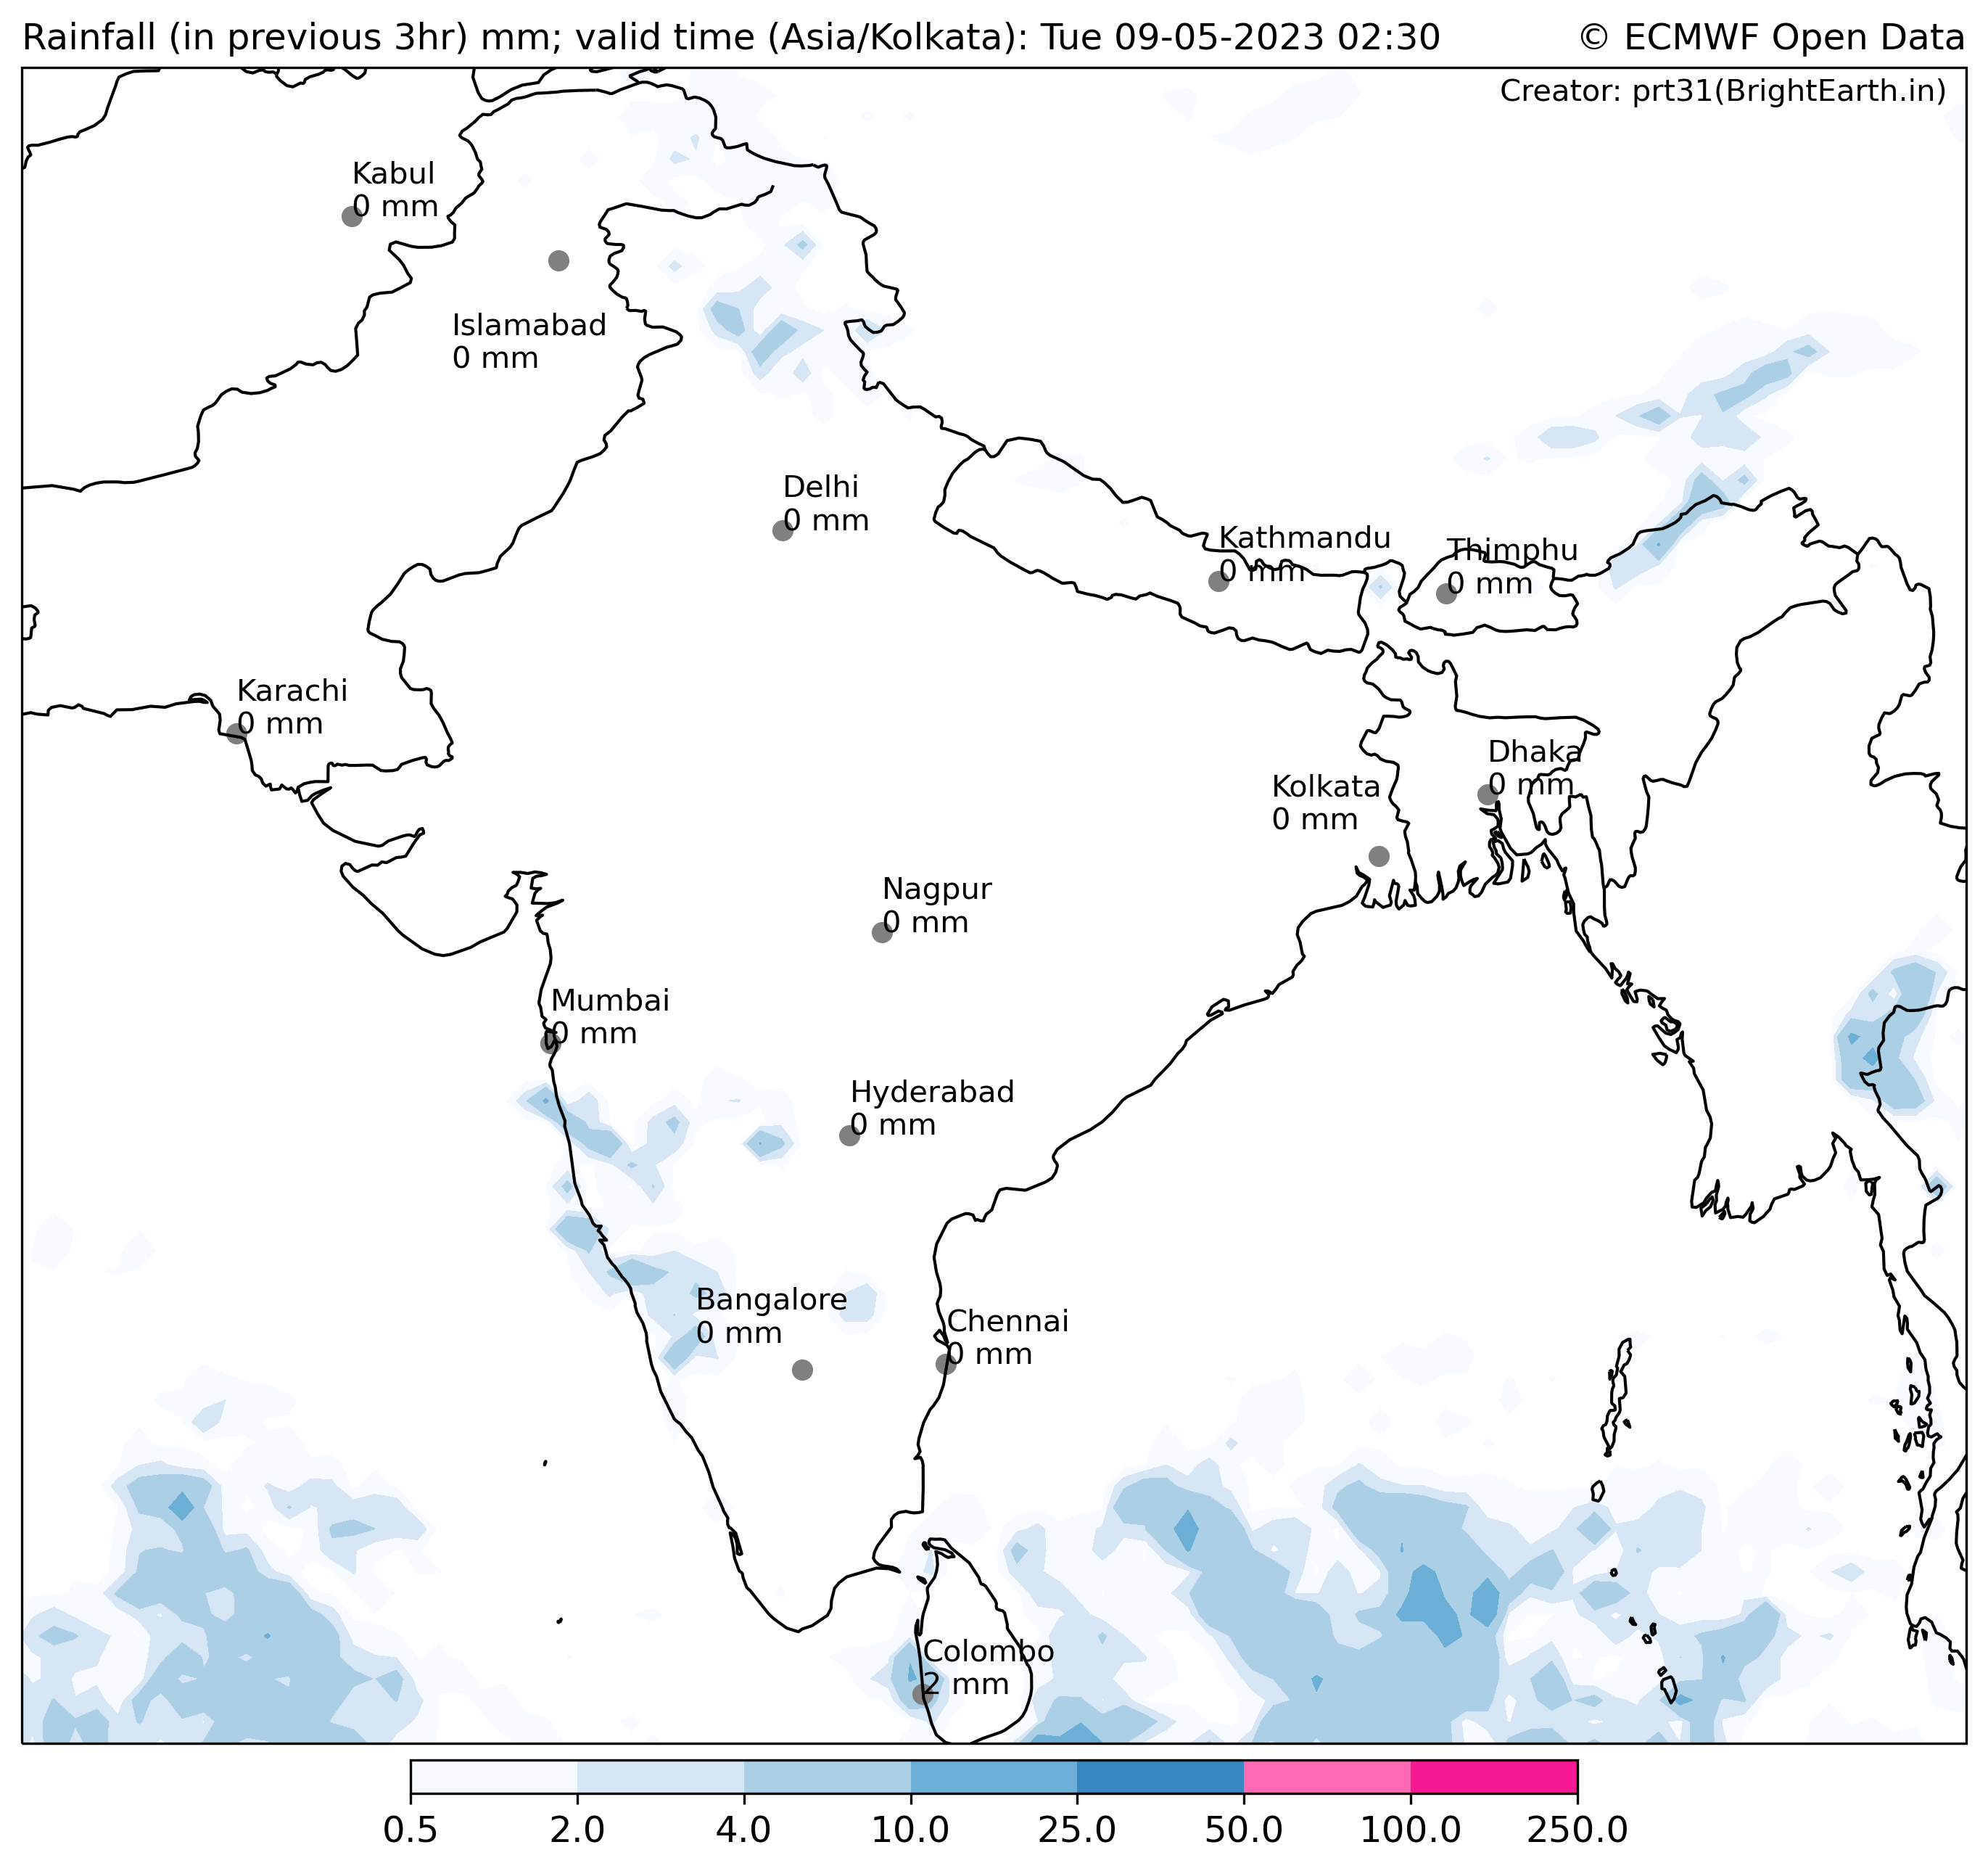 Rainfall (in previous 3hr) mm; valid time (Asia/Kolkata): Tue 09-05-2023 02:30
© ECMWF Open Data
Creator: prt31(BrightEarth.in)
Kabul
0 mm
Islamabad
0 mm
Delhi
0 mm
Kathmandu
0 mm
Thimphu
0 mm
Karachi
0 mm
Dhaka
0 mm
Kolkata
0 mm
Nagpur
0 mm
Mumbai
0 mm
Hyderabad
0 mm
Bangalore
0 mm
Chennai
0 mm
Colombo
2 mm
0.5 2.0 4.0 10.0 25.0 50.0 100.0 250.0